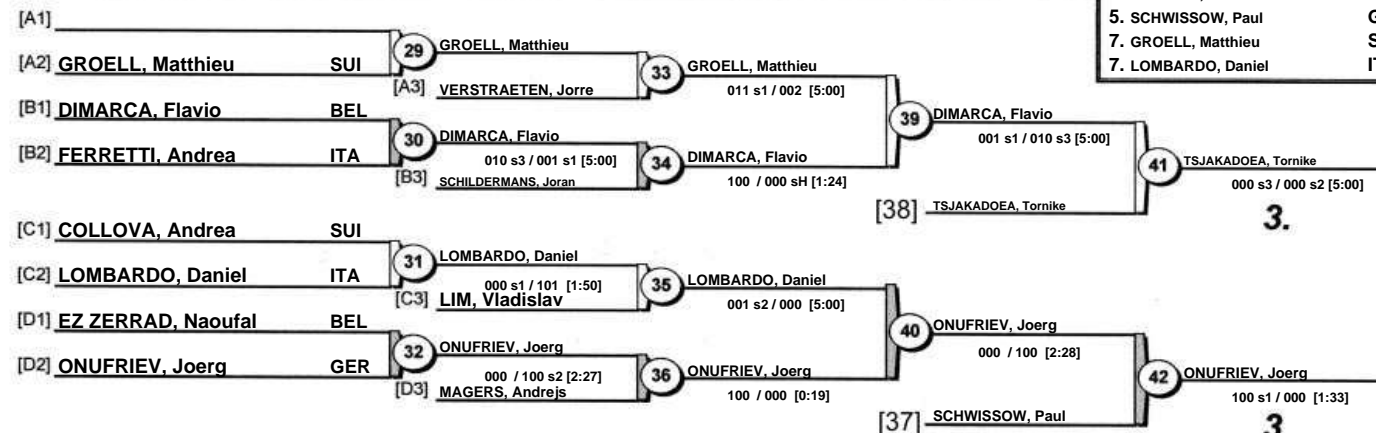 5. SCHWISSOW, Paul G
7. GROELL, Matthieu S
7. LOMBARDO, Daniel IT
[A1]
[A2] GROELL, Matthieu SUI
29
GROELL, Matthieu
[A3] VERSTRAETEN, Jorre
33
GROELL, Matthieu
011 s1 / 002 [5:00]
[B1] DIMARCA, Flavio BEL
[B2] FERRETTI, Andrea ITA
30
DIMARCA, Flavio
010 s3 / 001 s1 [5:00]
[B3] SCHILDERMANS, Joran
34
DIMARCA, Flavio
100 / 000 sH [1:24]
39
DIMARCA, Flavio
001 s1 / 010 s3 [5:00]
[38] TSJAKADOEA, Tornike
41
TSJAKADOEA, Tornike
000 s3 / 000 s2 [5:00]
3.
[C1] COLLOVA, Andrea SUI
[C2] LOMBARDO, Daniel ITA
31
LOMBARDO, Daniel
000 s1 / 101 [1:50]
[C3] LIM, Vladislav
35
LOMBARDO, Daniel
001 s2 / 000 [5:00]
[D1] EZ ZERRAD, Naoufal BEL
[D2] ONUFRIEV, Joerg GER
32
ONUFRIEV, Joerg
000 / 100 s2 [2:27]
[D3] MAGERS, Andrejs
36
ONUFRIEV, Joerg
100 / 000 [0:19]
40
ONUFRIEV, Joerg
000 / 100 [2:28]
[37] SCHWISSOW, Paul
42
ONUFRIEV, Joerg
100 s1 / 000 [1:33]
3